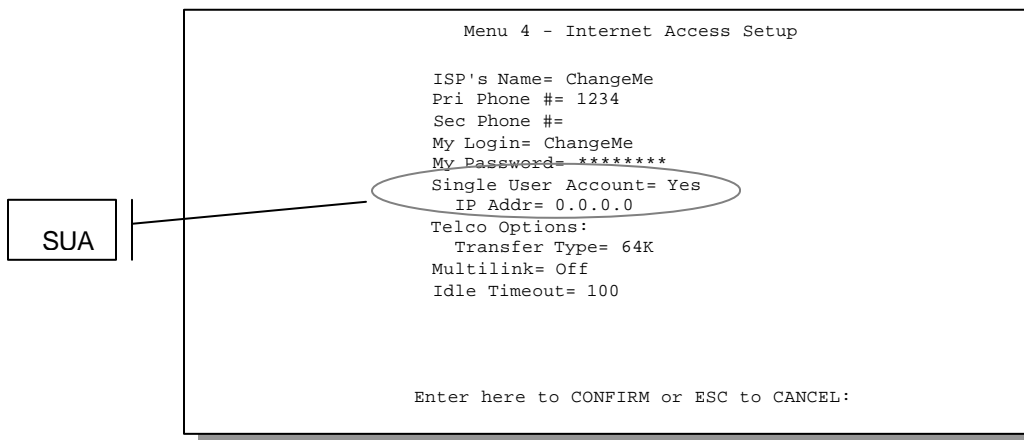 Menu 4 - Internet Access Setup
ISP's Name= ChangeMe
Pri Phone #= 1234
Sec Phone #=
My Login= ChangeMe
My Password= ********
Single User Account= Yes
IP Addr= 0.0.0.0
Telco Options:
Transfer Type= 64K
Multilink= Off
Idle Timeout= 100
Enter here to CONFIRM or ESC to CANCEL:
SUA